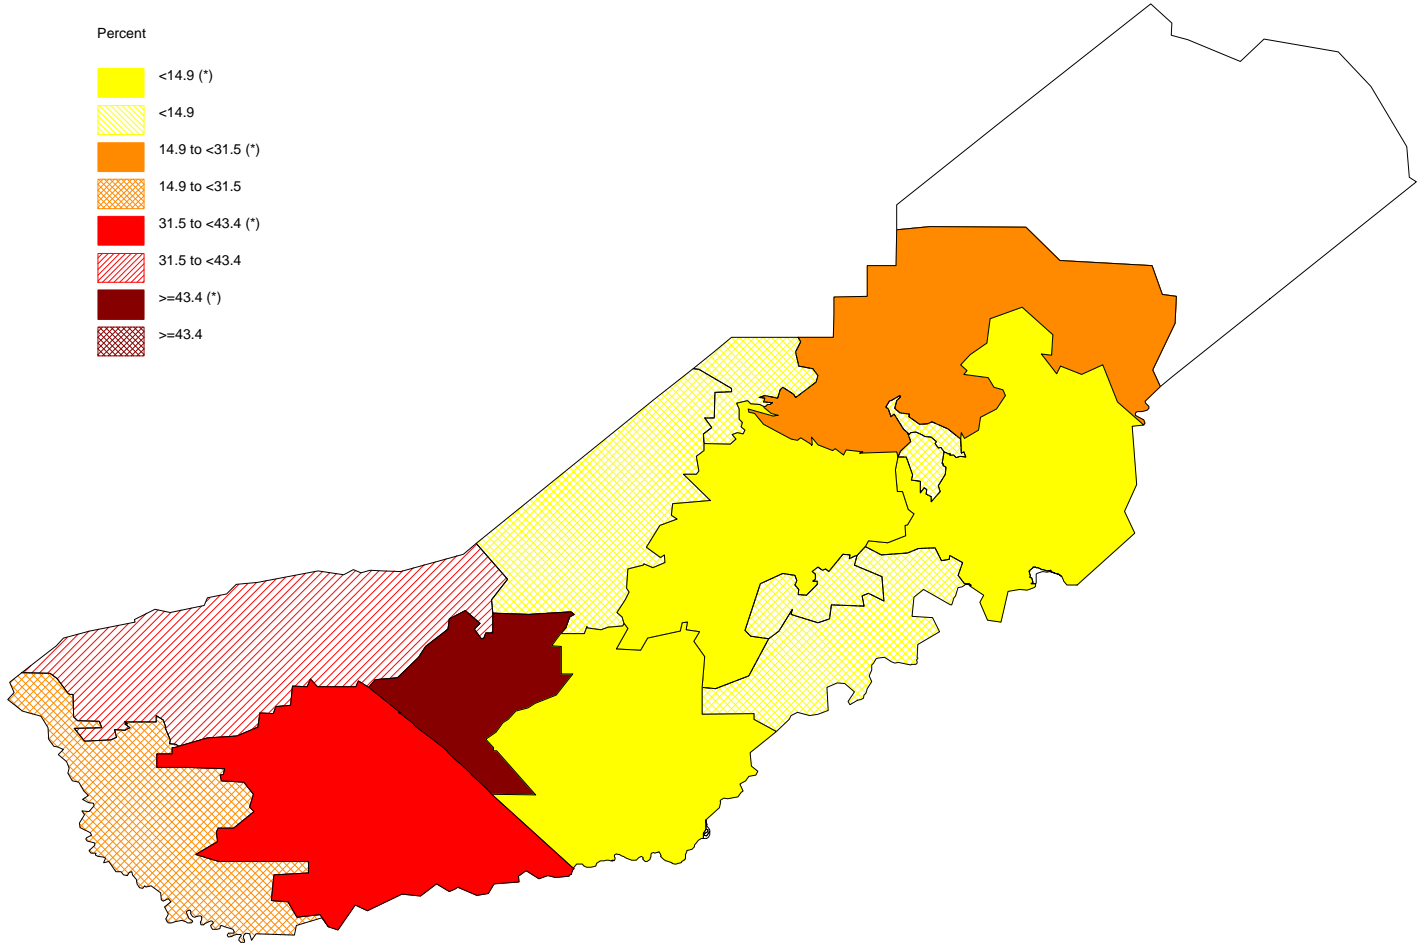 Percent
<14.9 (*)
<14.9
14.9 to <31.5 (*)
14.9 to <31.5
31.5 to <43.4 (*)
31.5 to <43.4
>=43.4 (*)
>=43.4